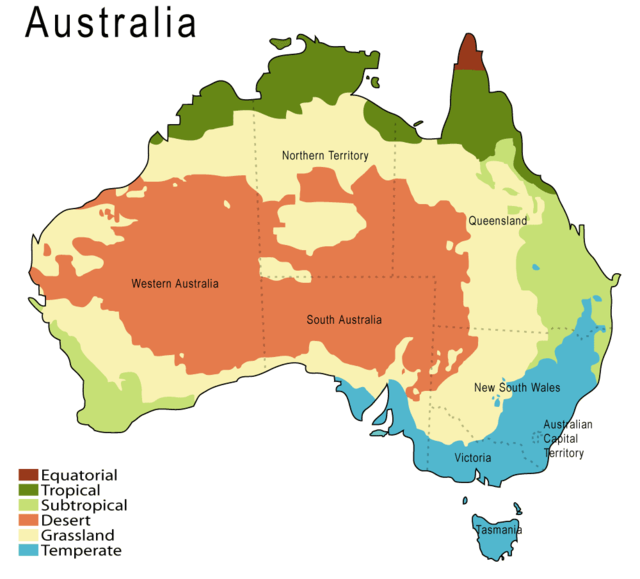 Australia
Northern Territory
Queensland
Western Australia
South Australia
New South Wales
Australian
Capital
Territory
Victoria
Tasmania
Equatorial
Tropical
Subtropical
Desert
Grassland
Temperate